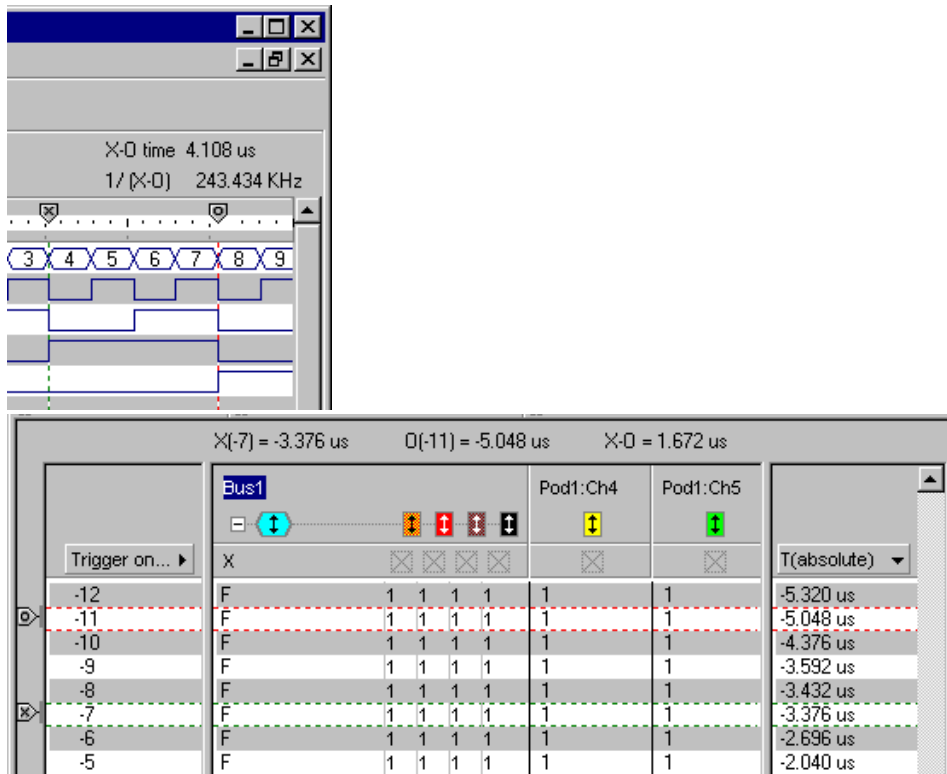 X-O time 4.108 us
1/ (X-O) 243.434 KHz
3 4 5 6 7 8 9
X(-7) = -3.376 us O(-11) = -5.048 us X-O = 1.672 us
Bus1 Pod1:Ch4 Pod1:Ch5
Trigger on... X T(absolute)
-12 F 1 1 1 1 1 1 -5.320 us
-11 F 1 1 1 1 1 1 -5.048 us
-10 F 1 1 1 1 1 1 -4.376 us
-9 F 1 1 1 1 1 1 -3.592 us
-8 F 1 1 1 1 1 1 -3.432 us
-7 F 1 1 1 1 1 1 -3.376 us
-6 F 1 1 1 1 1 1 -2.696 us
-5 F 1 1 1 1 1 1 -2.040 us